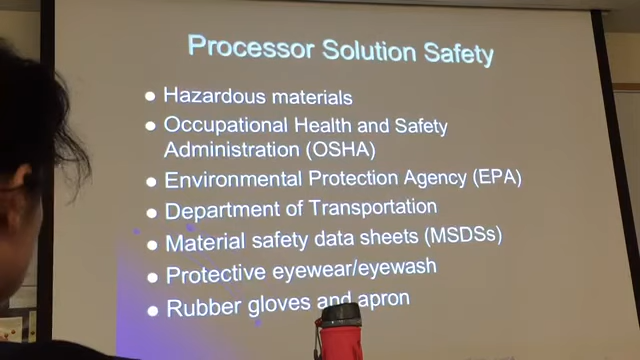 Processor Solution Safety
● Hazardous materials
● Occupational Health and Safety
Administration (OSHA)
● Environmental Protection Agency (EPA)
● Department of Transportation
● Material safety data sheets (MSDSs)
● Protective eyewear/eyewash
● Rubber gloves and apron